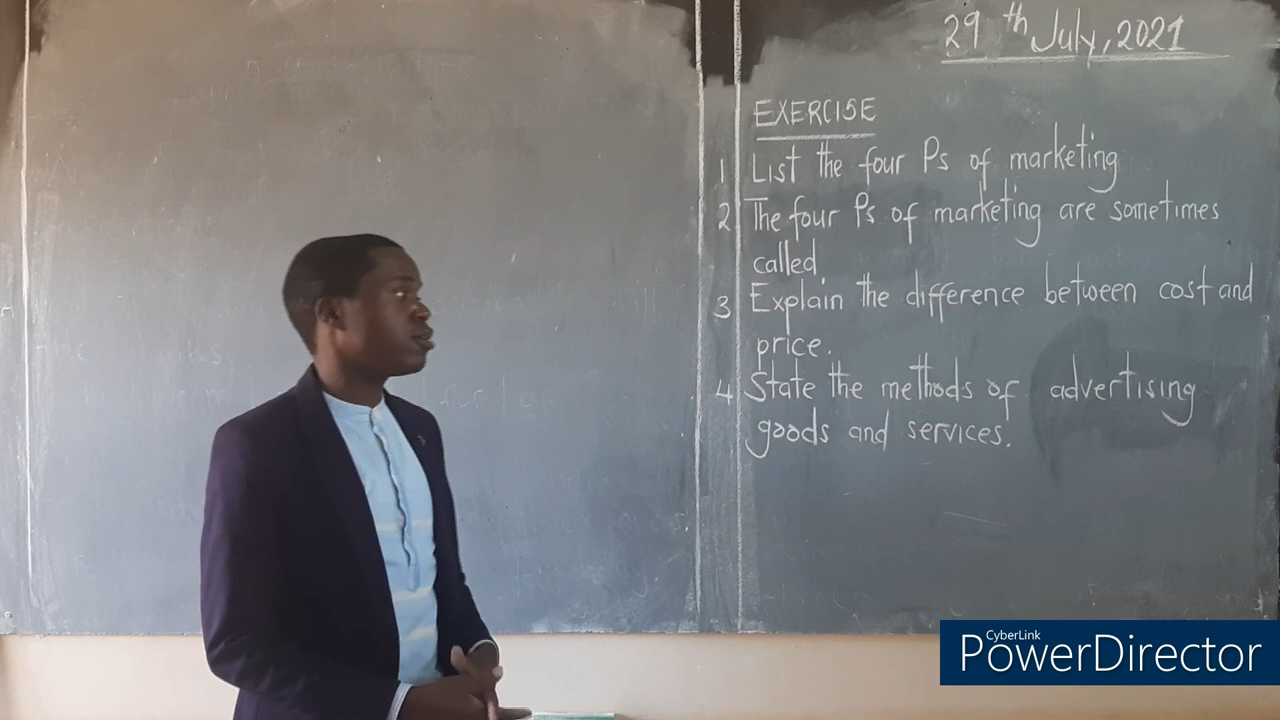 29th July, 2021
EXERCISE
1 List the four Ps of marketing
2 The four Ps of marketing are sometimes
called
3 Explain the difference between cost and
price.
4 State the methods of advertising
goods and services.
CyberLink
PowerDirector